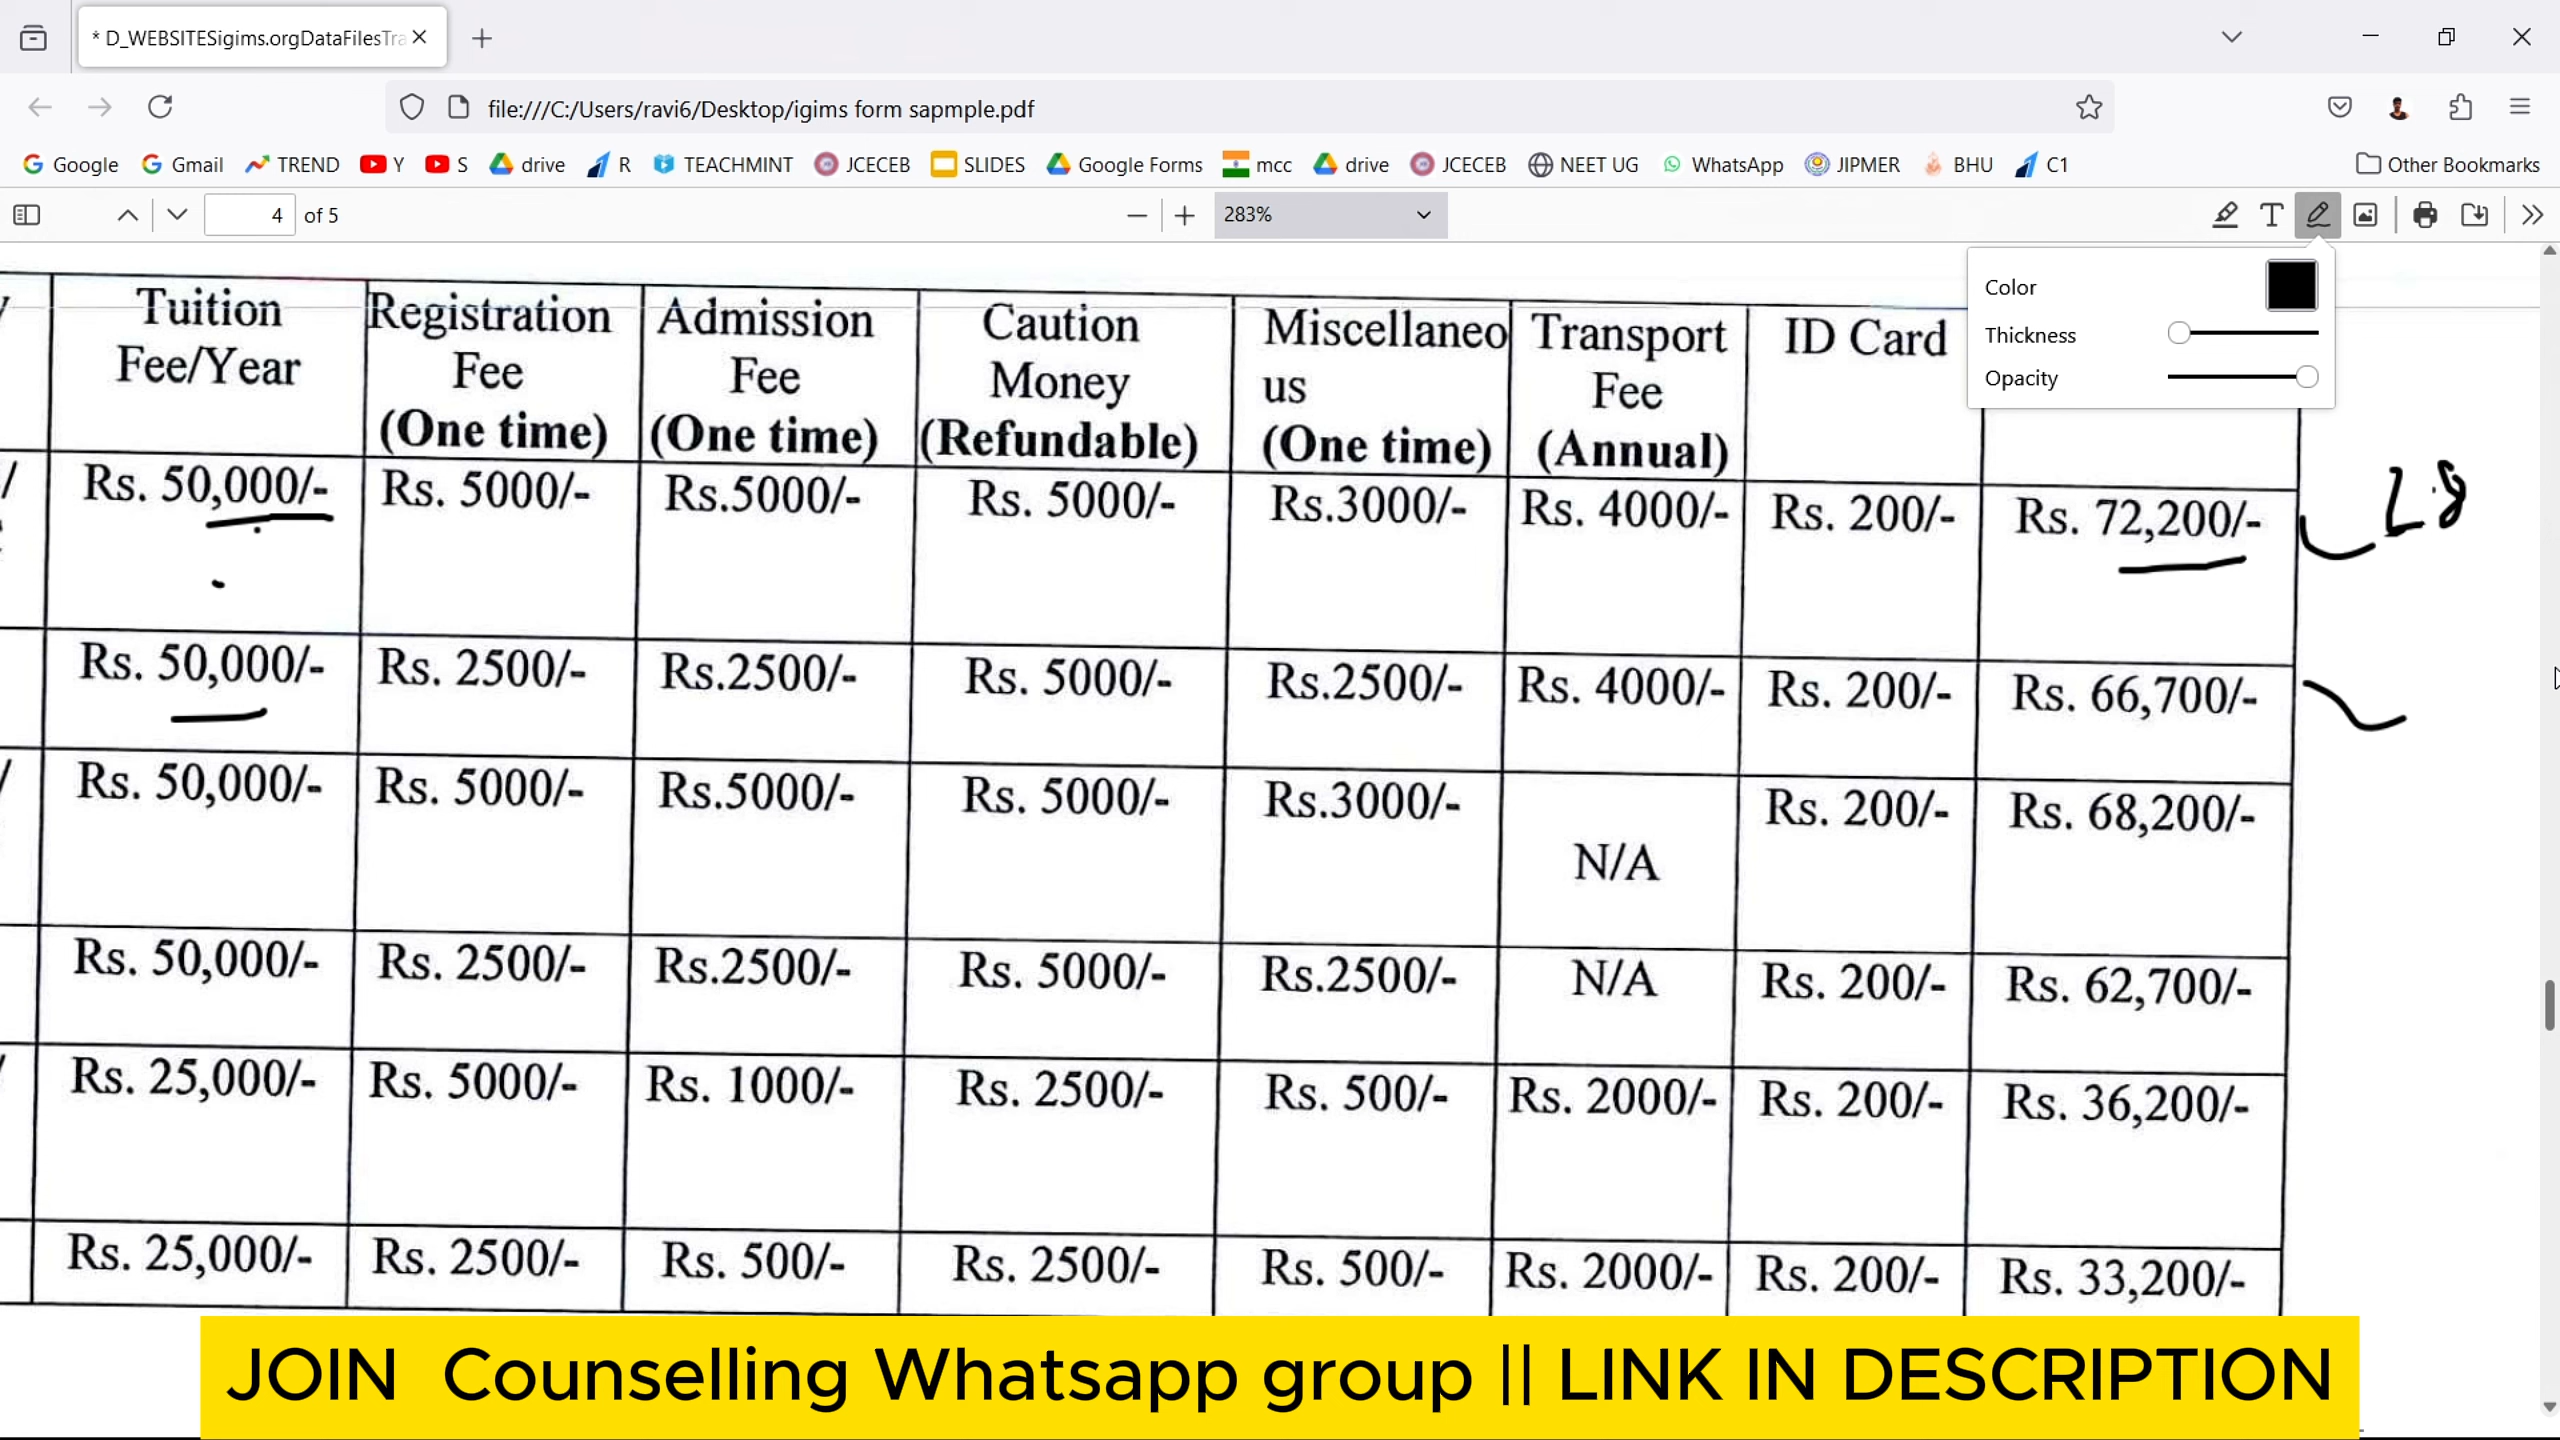 * D_WEBSITESigims.orgDataFilesTra
file:///C:/Users/ravi6/Desktop/igims form sapmple.pdf
Google Gmail TREND Y S drive R TEACHMINT JCECEB SLIDES Google Forms mcc drive JCECEB NEET UG WhatsApp JIPMER BHU C1 Other Bookmarks
4 of 5 283% T
Color
Thickness
Opacity
Tuition Fee/Year
Registration Fee (One time)
Admission Fee (One time)
Caution Money (Refundable)
Miscellaneo us (One time)
Transport Fee (Annual)
ID Card
Rs. 50,000/- Rs. 5000/- Rs.5000/- Rs. 5000/- Rs.3000/- Rs. 4000/- Rs. 200/- Rs. 72,200/-
Rs. 50,000/- Rs. 2500/- Rs.2500/- Rs. 5000/- Rs.2500/- Rs. 4000/- Rs. 200/- Rs. 66,700/-
Rs. 50,000/- Rs. 5000/- Rs.5000/- Rs. 5000/- Rs.3000/- N/A Rs. 200/- Rs. 68,200/-
Rs. 50,000/- Rs. 2500/- Rs.2500/- Rs. 5000/- Rs.2500/- N/A Rs. 200/- Rs. 62,700/-
Rs. 25,000/- Rs. 5000/- Rs. 1000/- Rs. 2500/- Rs. 500/- Rs. 2000/- Rs. 200/- Rs. 36,200/-
Rs. 25,000/- Rs. 2500/- Rs. 500/- Rs. 2500/- Rs. 500/- Rs. 2000/- Rs. 200/- Rs. 33,200/-
JOIN Counselling Whatsapp group || LINK IN DESCRIPTION